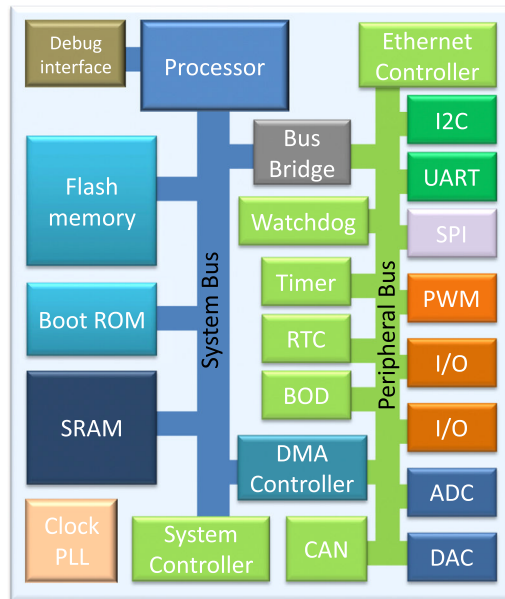 Debug
interface
Processor
Ethernet
Controller
Bus
Bridge
I2C
UART
Flash
memory
Watchdog
SPI
System Bus
Peripheral Bus
Timer
PWM
Boot ROM
RTC
I/O
BOD
SRAM
I/O
DMA
Controller
ADC
Clock
PLL
System
Controller
CAN
DAC